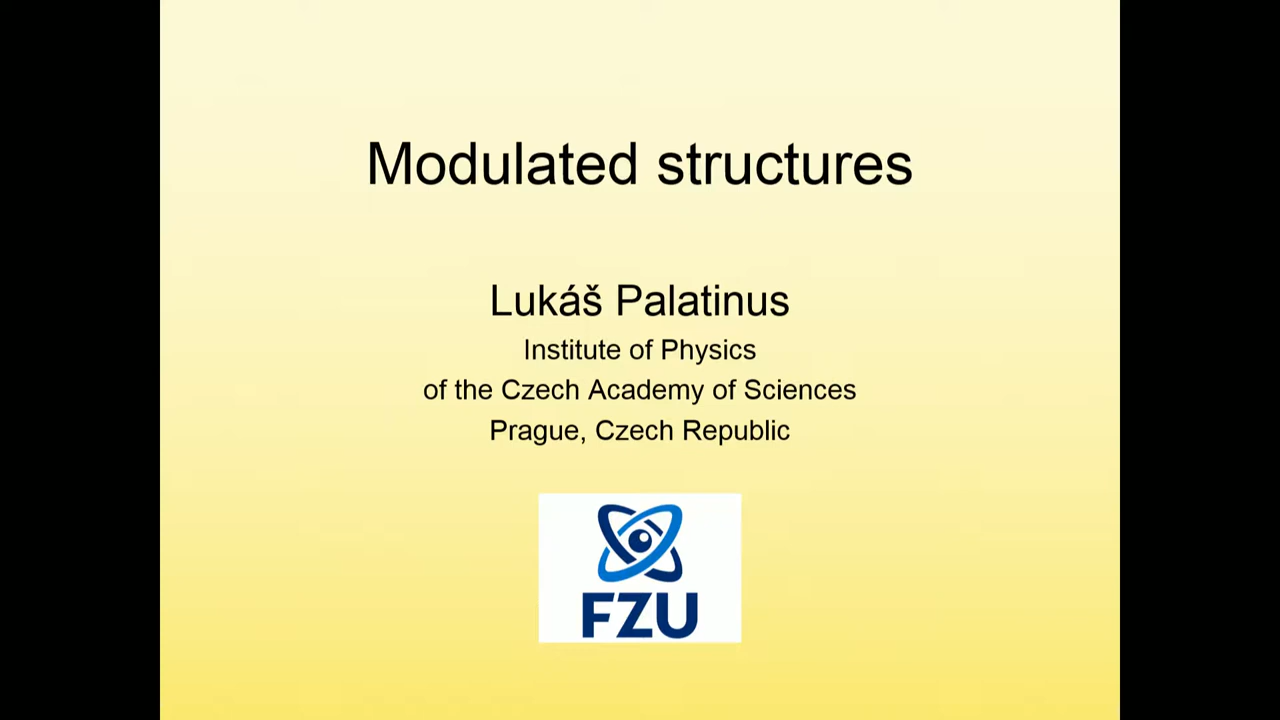 Modulated structures
Lukáš Palatinus
Institute of Physics
of the Czech Academy of Sciences
Prague, Czech Republic
FZU